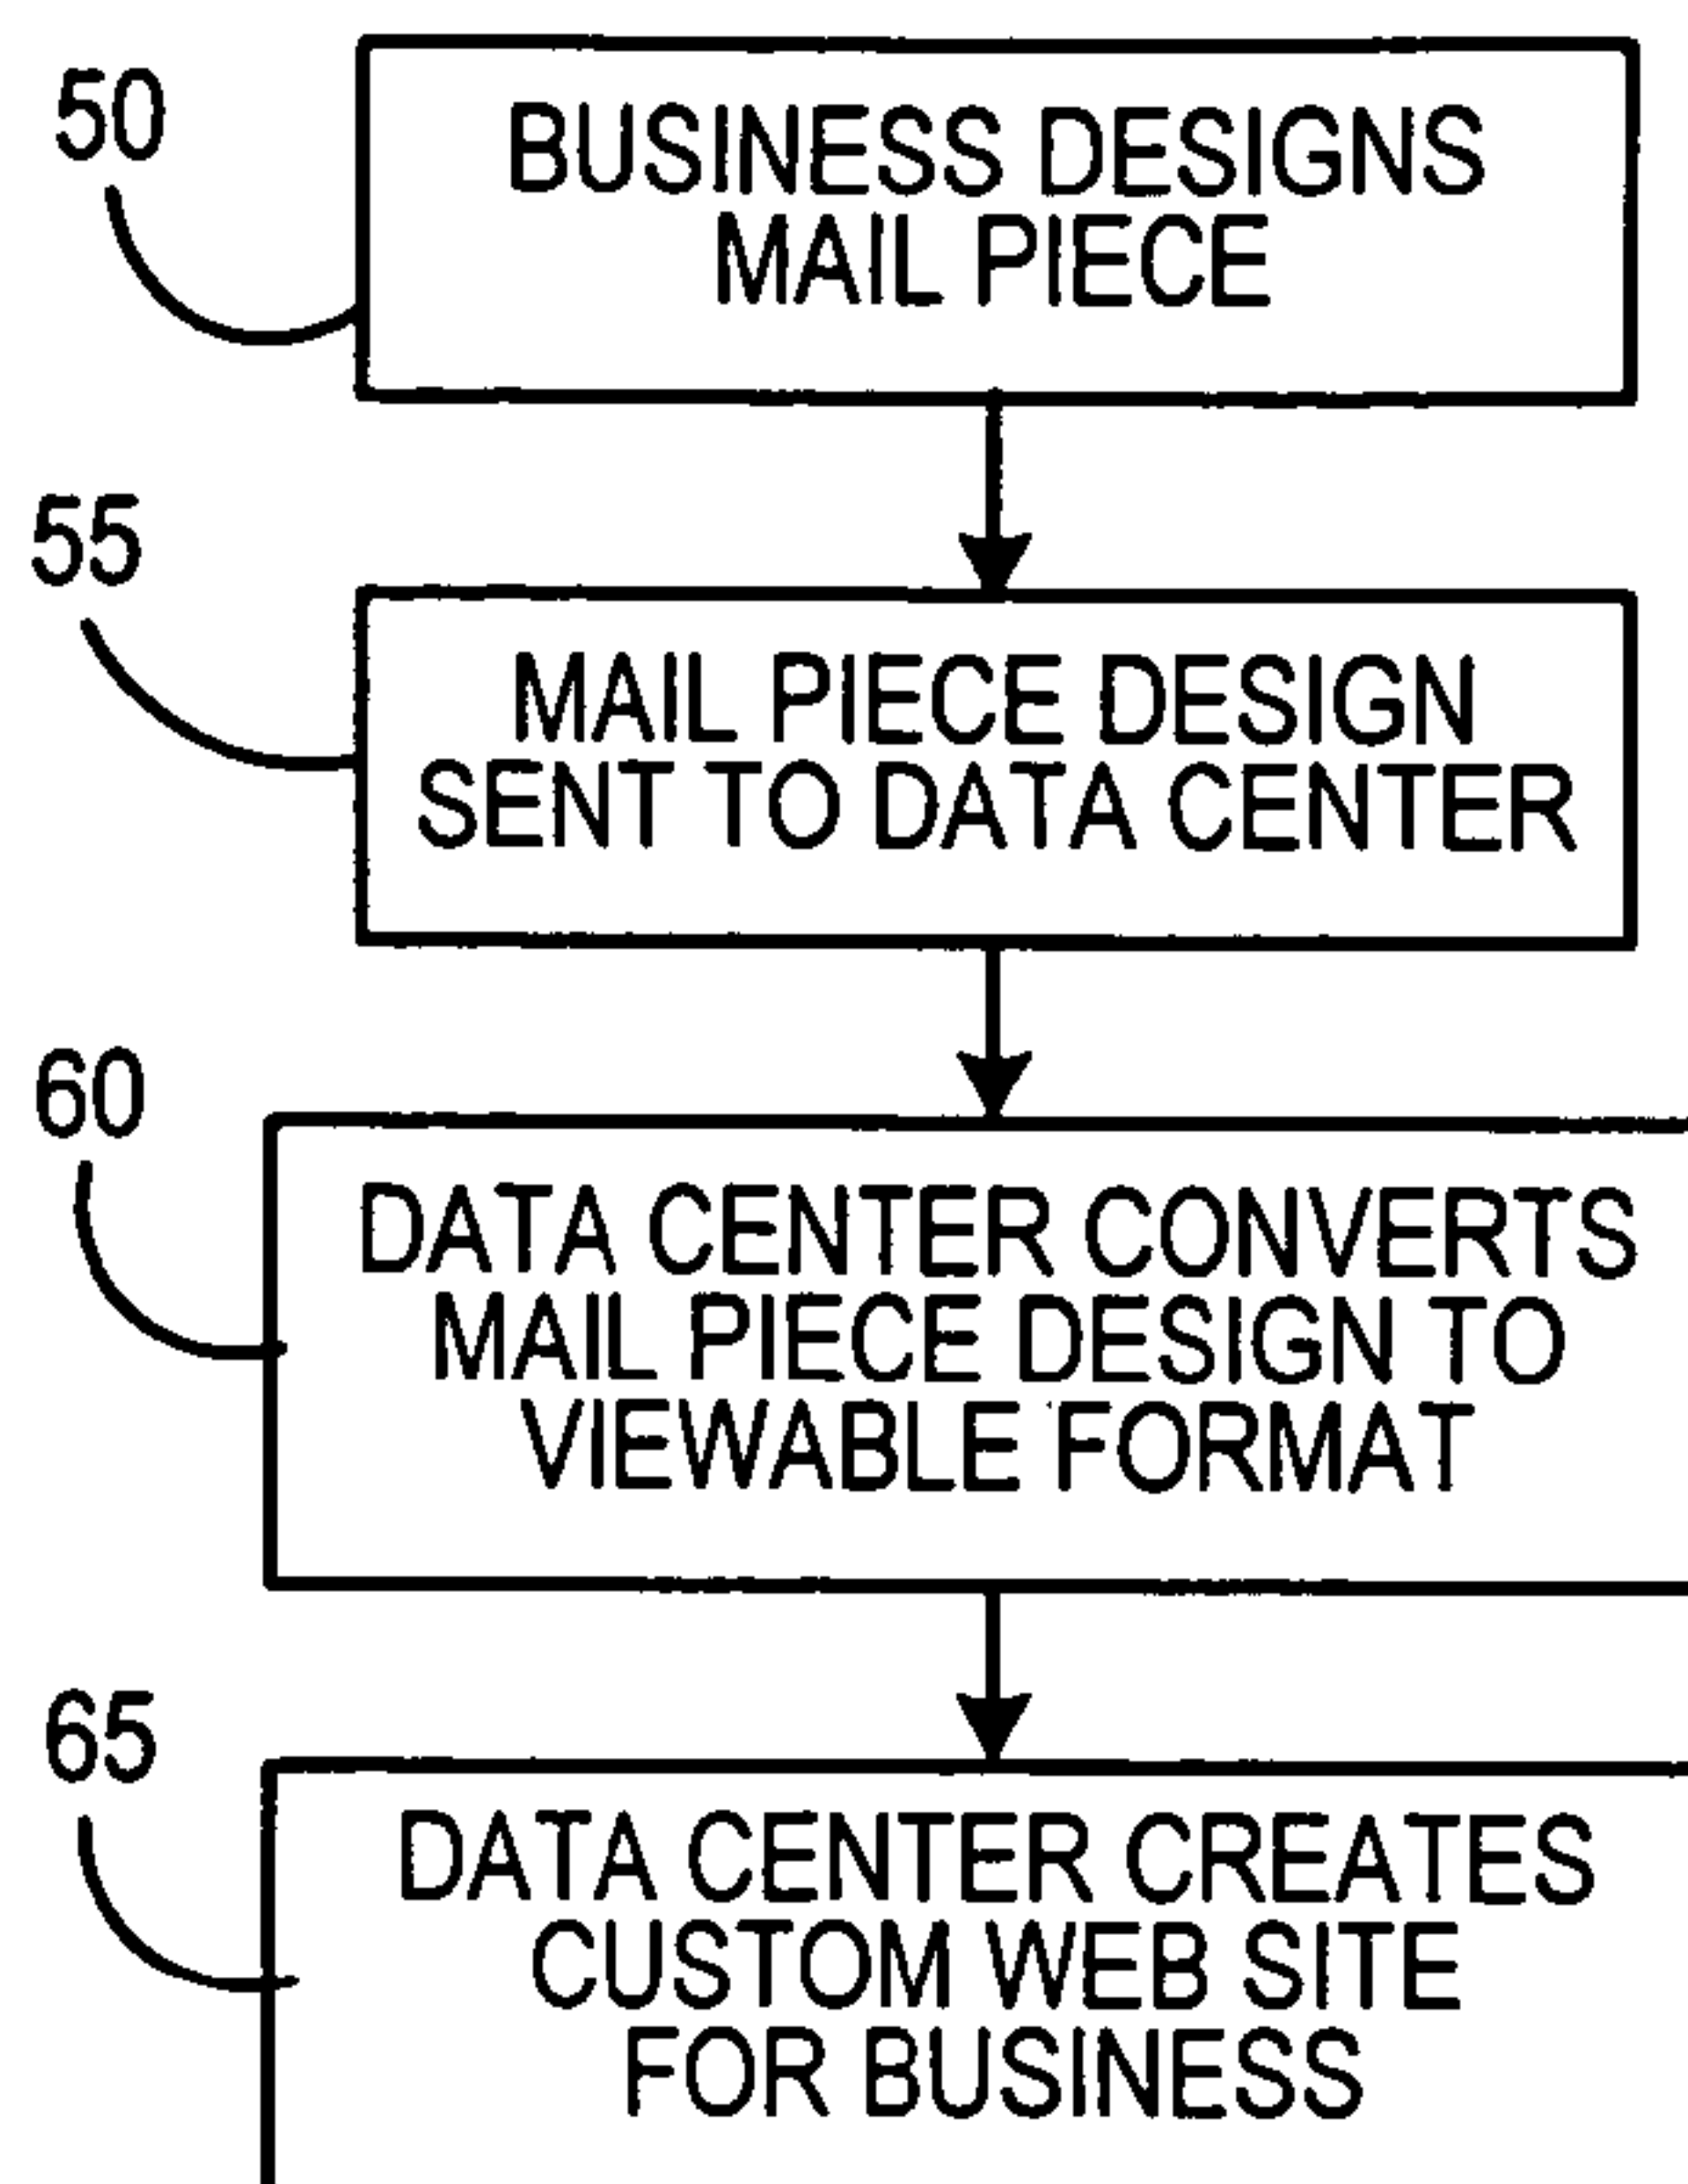 50
BUSINESS DESIGNS
MAIL PIECE
55
MAIL PIECE DESIGN
SENT TO DATA CENTER
60
DATA CENTER CONVERTS
MAIL PIECE DESIGN TO
VIEWABLE FORMAT
65
DATA CENTER CREATES
CUSTOM WEB SITE
FOR BUSINESS